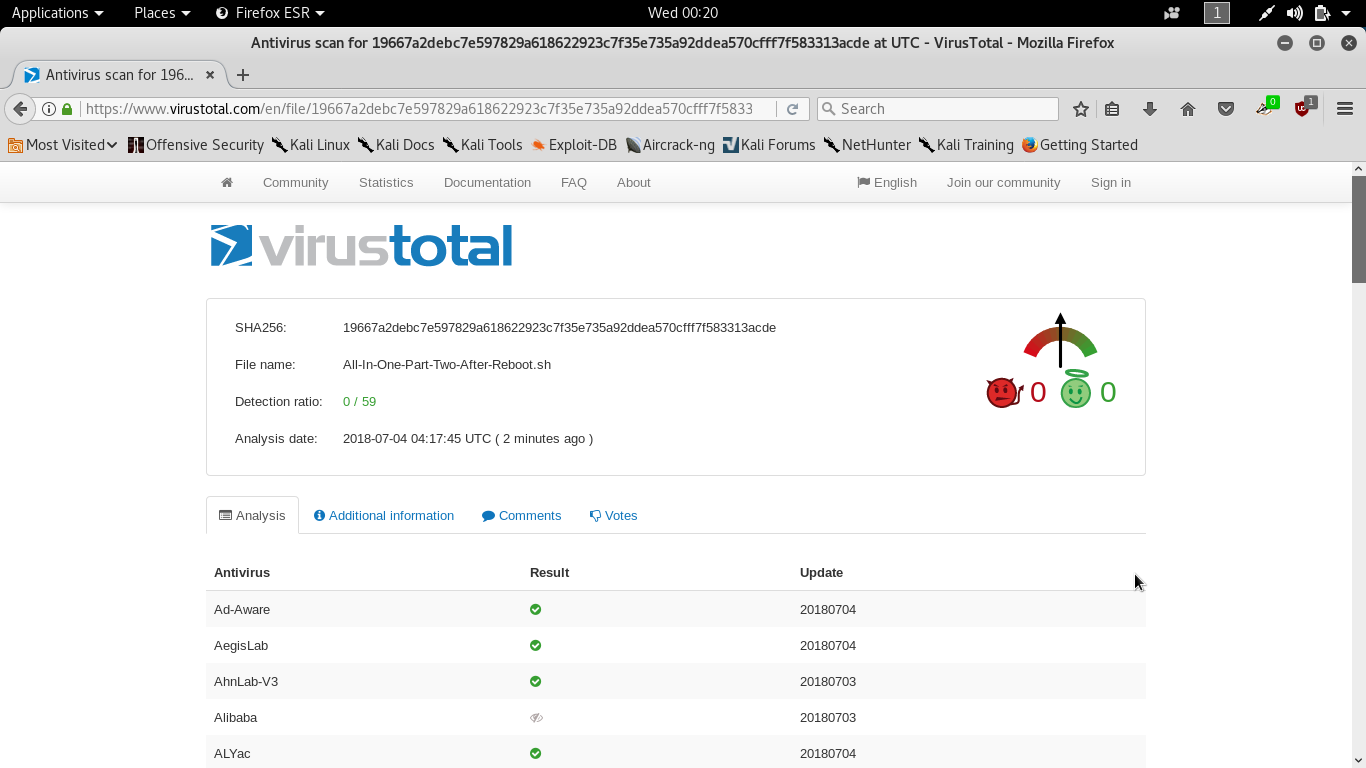 Applications Places Firefox ESR Wed 00:20 1
Antivirus scan for 19667a2debc7e597829a618622923c7f35e735a92ddea570cfff7f583313acde at UTC - VirusTotal - Mozilla Firefox
Antivirus scan for 196...
https://www.virustotal.com/en/file/19667a2debc7e597829a618622923c7f35e735a92ddea570cfff7f5833 Search 0 1
Most Visited Offensive Security Kali Linux Kali Docs Kali Tools Exploit-DB Aircrack-ng Kali Forums NetHunter Kali Training Getting Started
Community Statistics Documentation FAQ About English Join our community Sign in
virustotal
SHA256: 19667a2debc7e597829a618622923c7f35e735a92ddea570cfff7f583313acde
File name: All-In-One-Part-Two-After-Reboot.sh
Detection ratio: 0 / 59
0 0
Analysis date: 2018-07-04 04:17:45 UTC ( 2 minutes ago )
Analysis Additional information Comments Votes
Antivirus Result Update
Ad-Aware 20180704
AegisLab 20180704
AhnLab-V3 20180703
Alibaba 20180703
ALYac 20180704